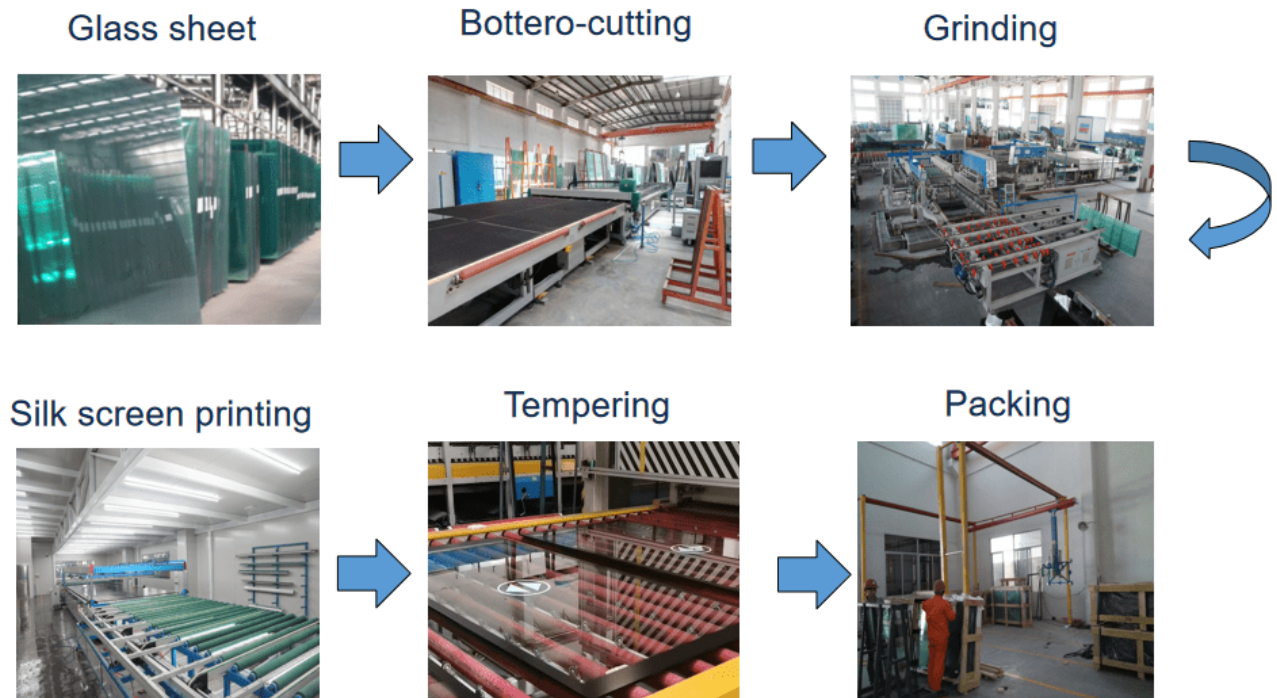 Glass sheet
Bottero-cutting
Grinding
Silk screen printing
Tempering
Packing